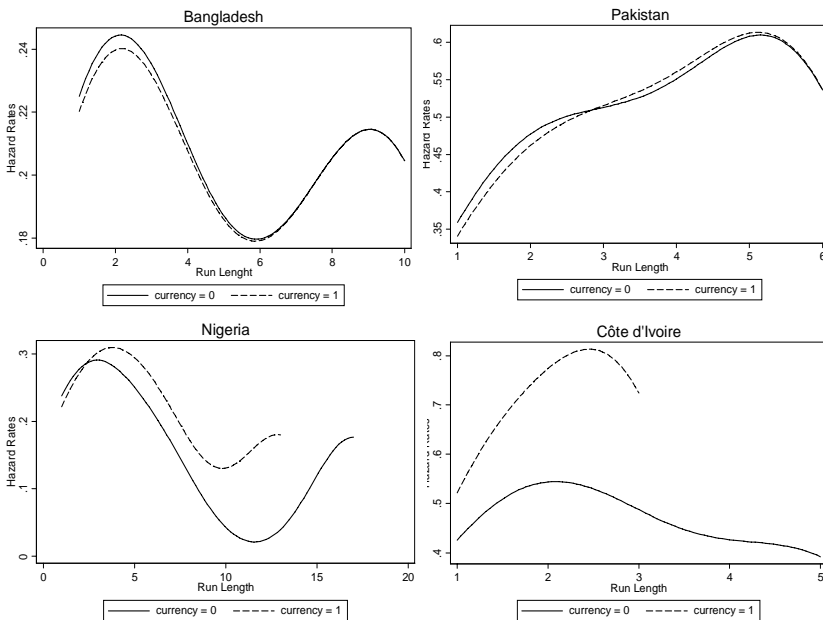 Bangladesh
Hazard Rates
.24
.22
.2
.18
0 2 4 6 8 10
Run Lenght
currency = 0 currency = 1
Pakistan
Hazard Rates
.6
.55
.5
.45
.4
.35
1 2 3 4 5 6
Run Length
currency = 0 currency = 1
Nigeria
Hazard Rates
.3
.2
.1
0
0 5 10 15 20
Run Length
currency = 0 currency = 1
Côte d'Ivoire
Hazard Rates
.8
.7
.6
.5
.4
1 2 3 4 5
Run Length
currency = 0 currency = 1